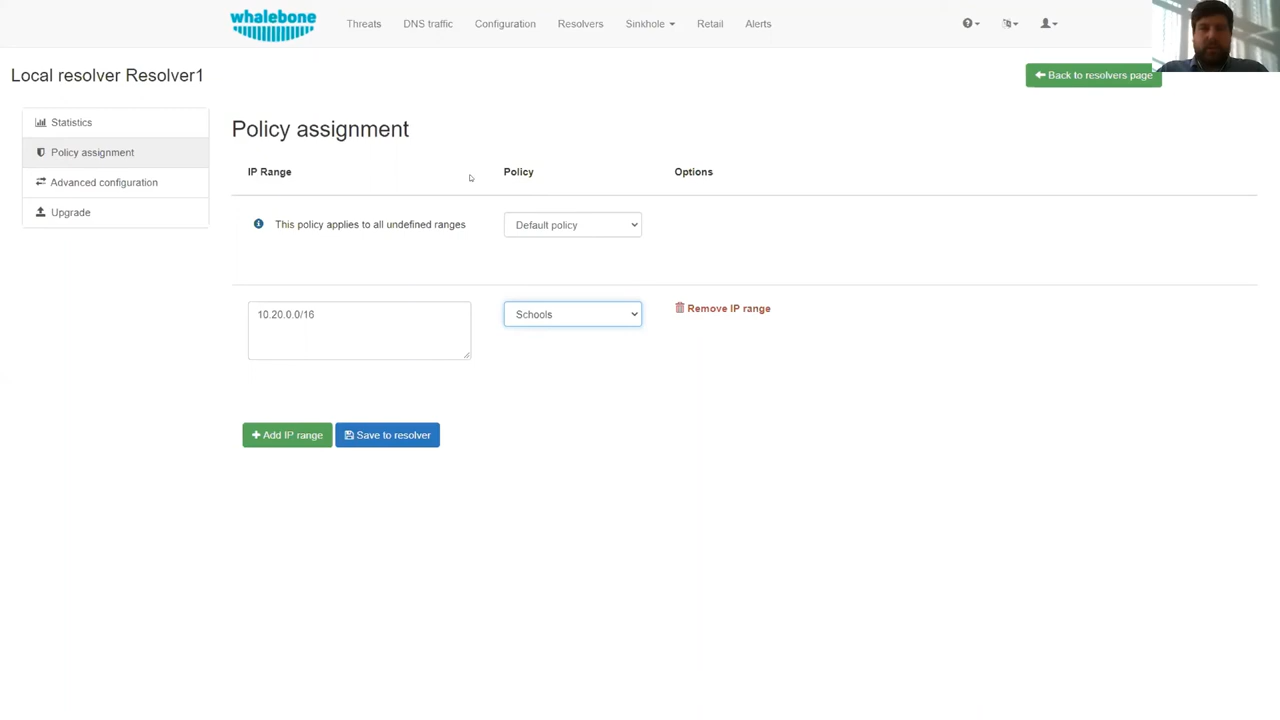 whalebone
Threats
DNS traffic
Configuration
Resolvers
Sinkhole
Retail
Alerts
Local resolver Resolver1
Back to resolvers page
Statistics
Policy assignment
Advanced configuration
Upgrade
Policy assignment
IP Range
Policy
Options
This policy applies to all undefined ranges
Default policy
10.20.0.0/16
Schools
Remove IP range
Add IP range
Save to resolver